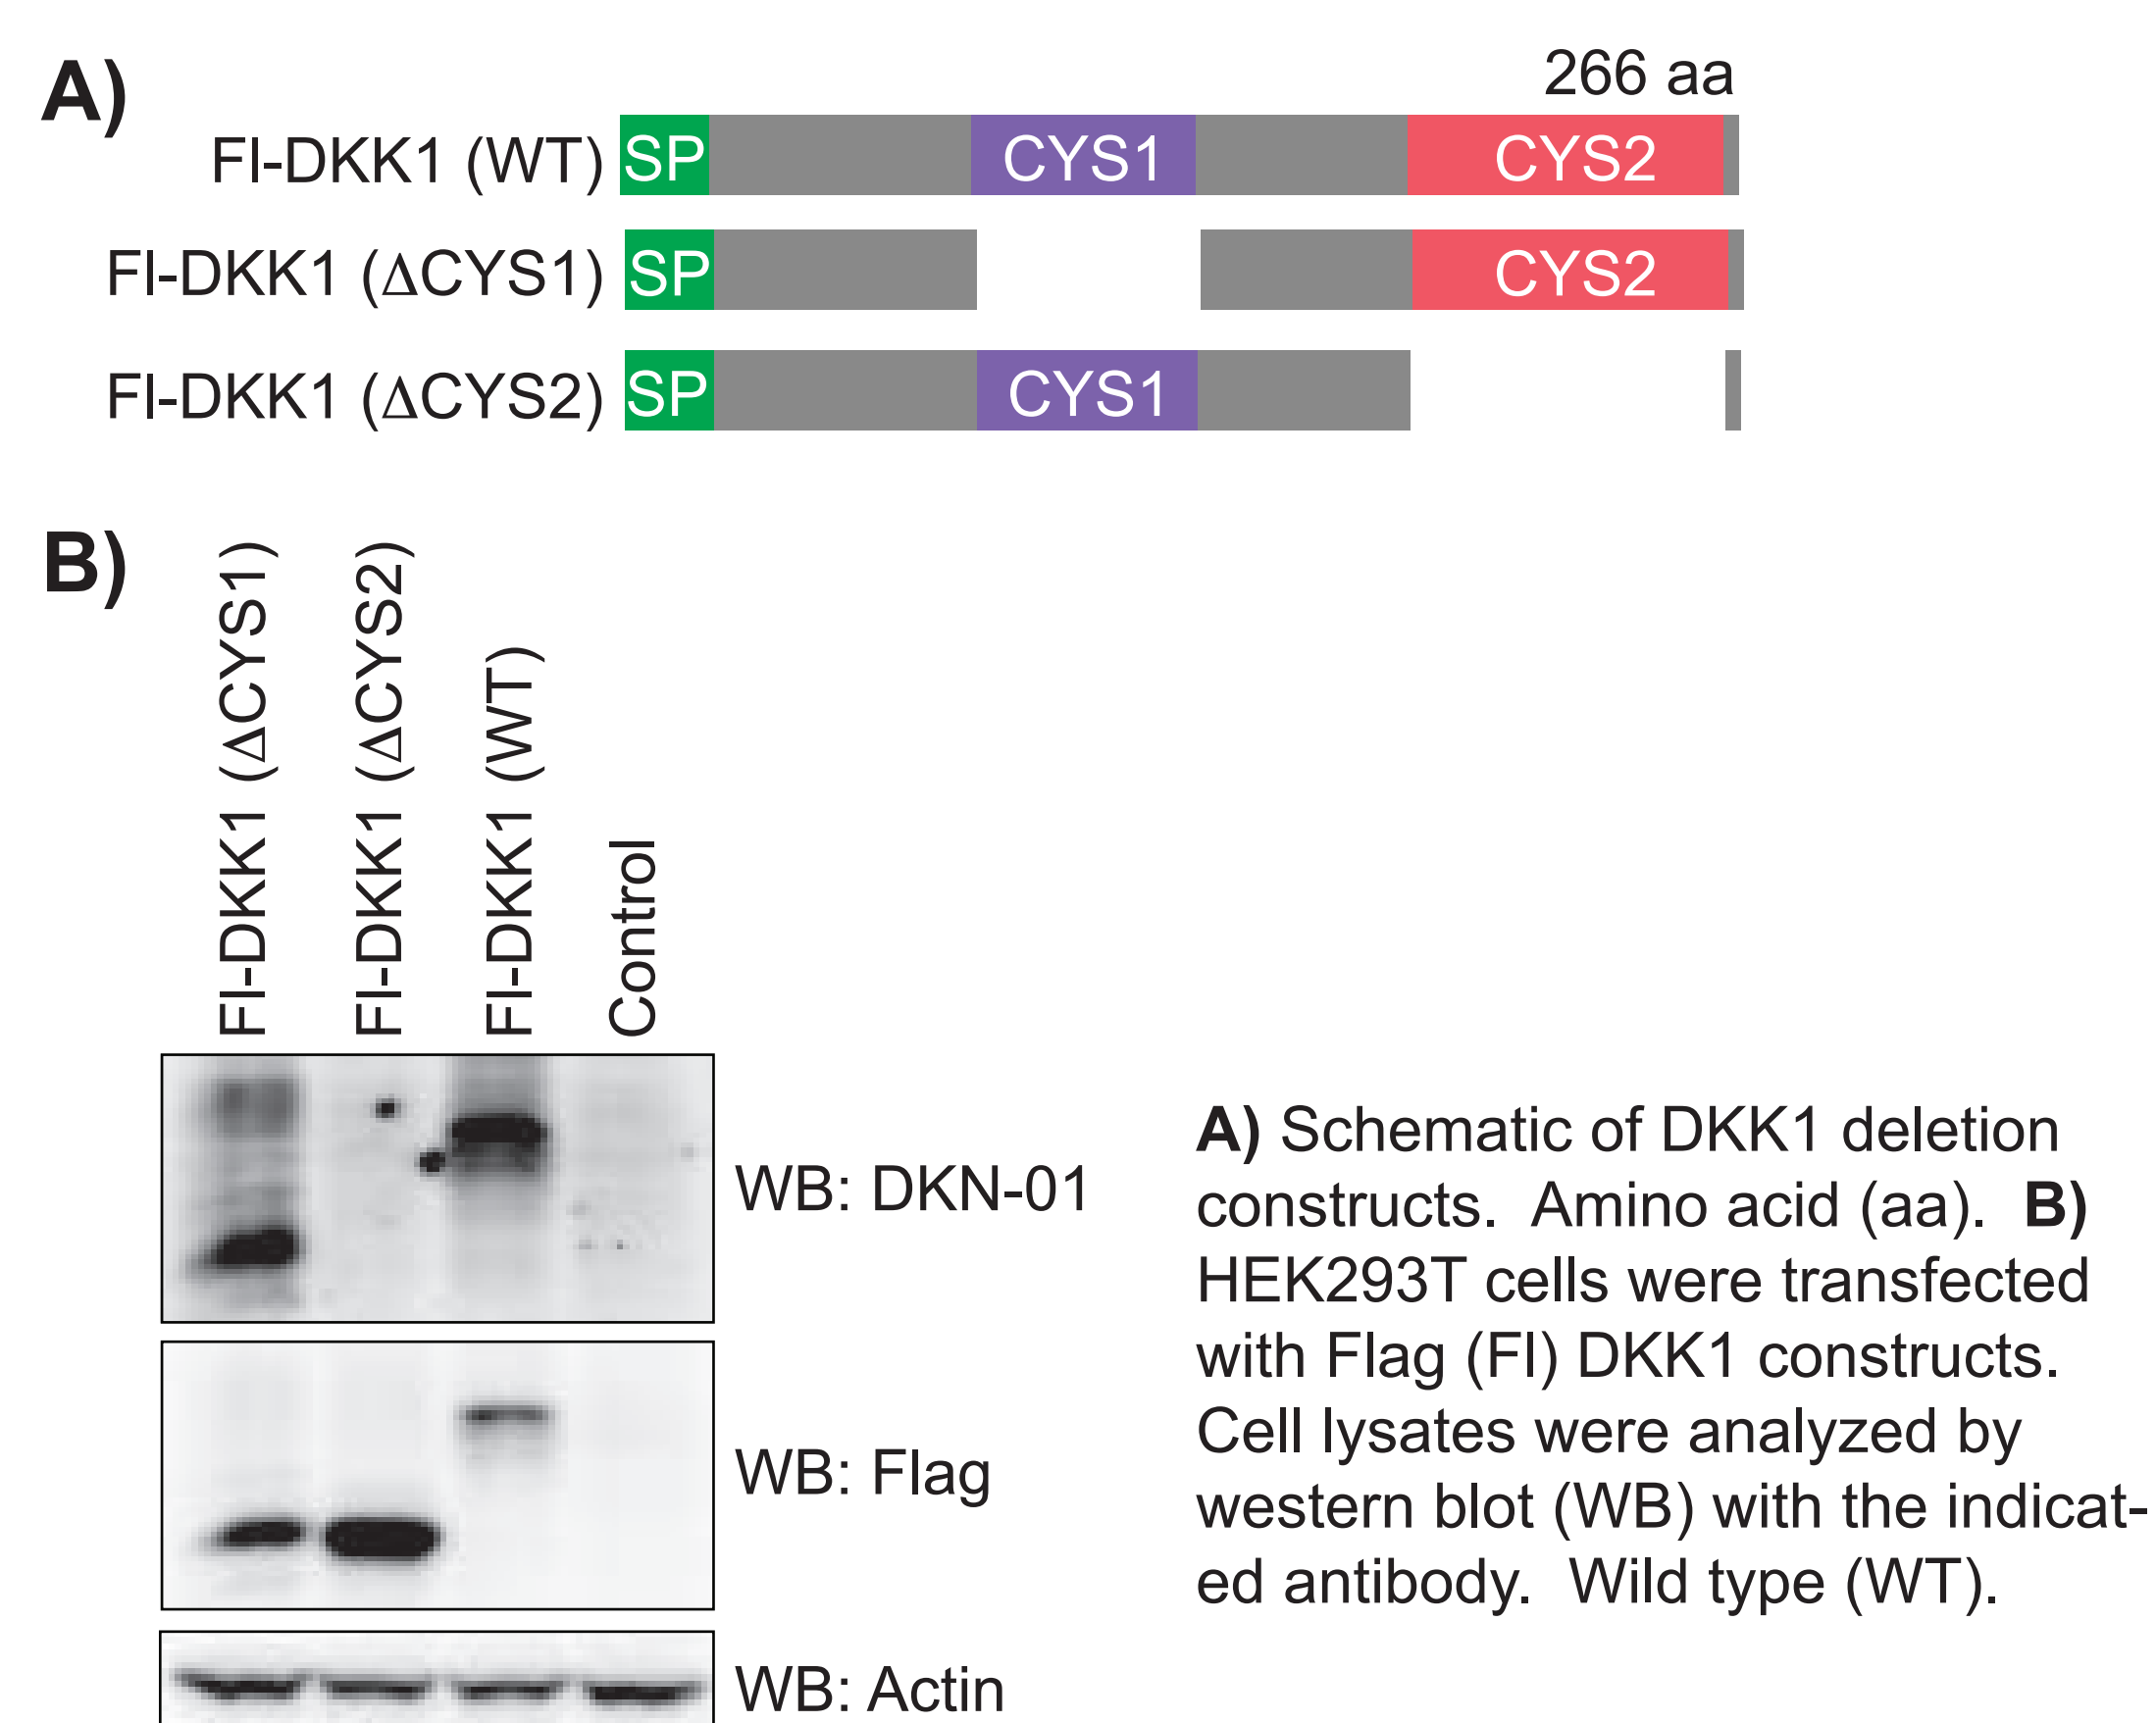 A)
266 aa
Fl-DKK1 (WT) SP CYS1 CYS2
Fl-DKK1 (ΔCYS1) SP CYS2
Fl-DKK1 (ΔCYS2) SP CYS1
B)
Fl-DKK1 (ΔCYS1)
Fl-DKK1 (ΔCYS2)
Fl-DKK1 (WT)
Control
WB: DKN-01
WB: Flag
WB: Actin
A) Schematic of DKK1 deletion
constructs. Amino acid (aa). B)
HEK293T cells were transfected
with Flag (Fl) DKK1 constructs.
Cell lysates were analyzed by
western blot (WB) with the indicat-
ed antibody. Wild type (WT).